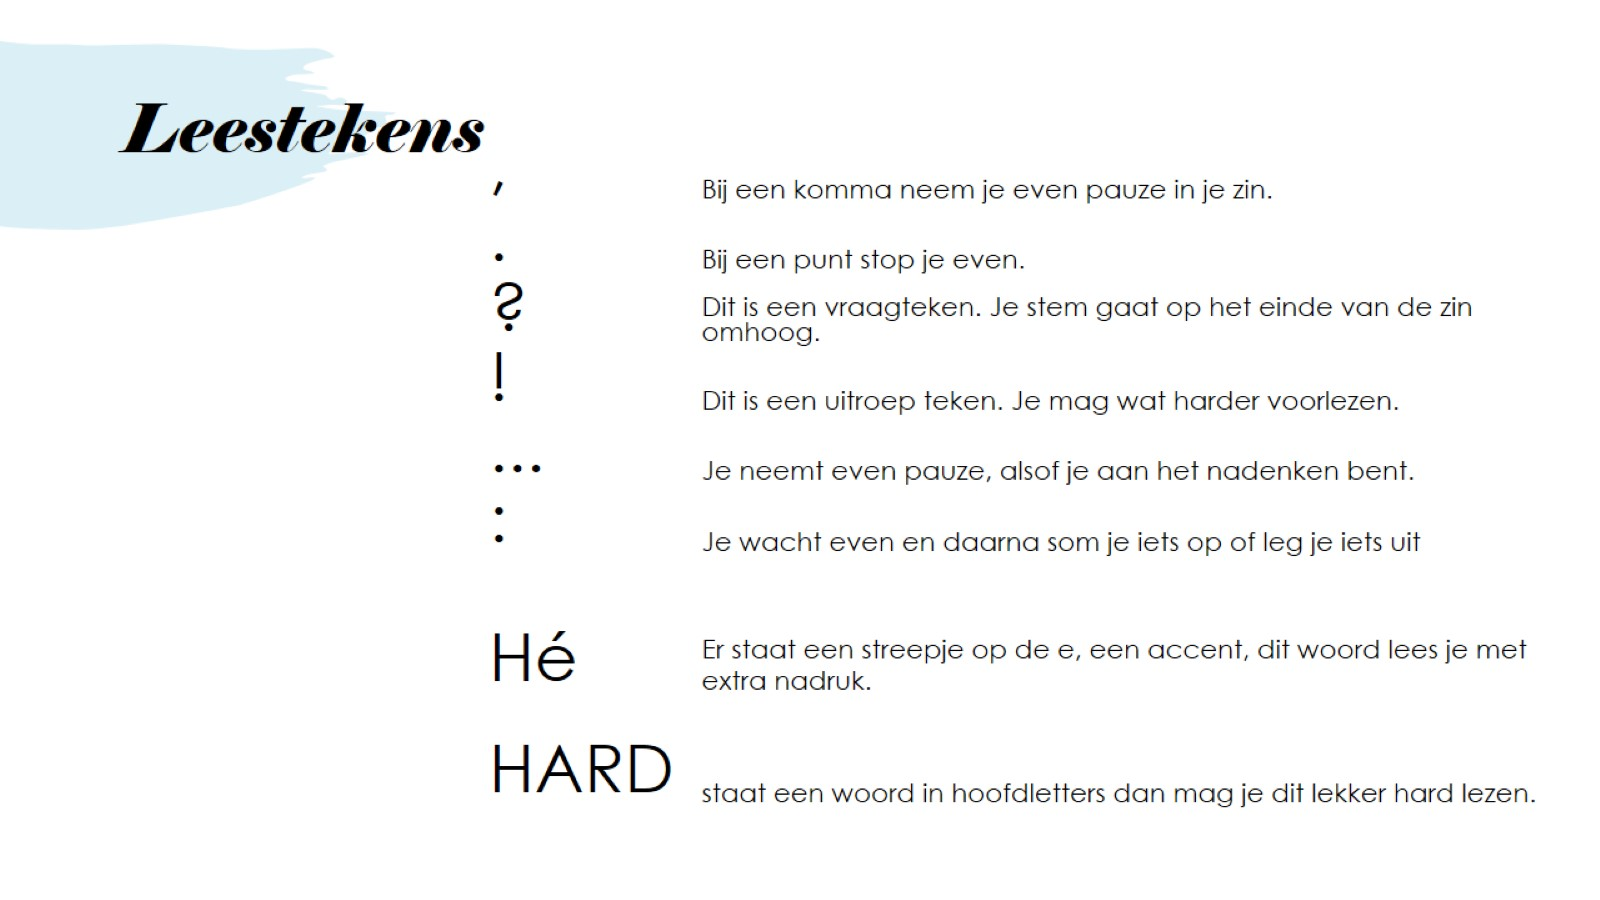 Leestekens
, Bij een komma neem je even pauze in je zin.
. Bij een punt stop je even.
? Dit is een vraagteken. Je stem gaat op het einde van de zin
omhoog.
! Dit is een uitroep teken. Je mag wat harder voorlezen.
... Je neemt even pauze, alsof je aan het nadenken bent.
: Je wacht even en daarna som je iets op of leg je iets uit
Hé Er staat een streepje op de e, een accent, dit woord lees je met
extra nadruk.
HARD staat een woord in hoofdletters dan mag je dit lekker hard lezen.